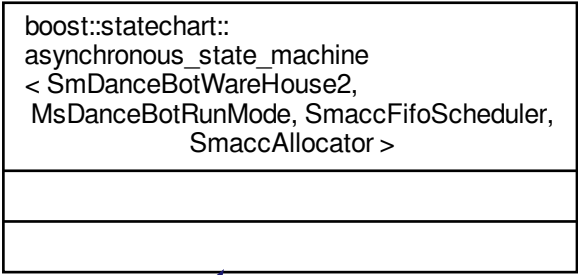 boost::statechart::
asynchronous_state_machine
< SmDanceBotWareHouse2,
MsDanceBotRunMode, SmaccFifoScheduler,
SmaccAllocator >